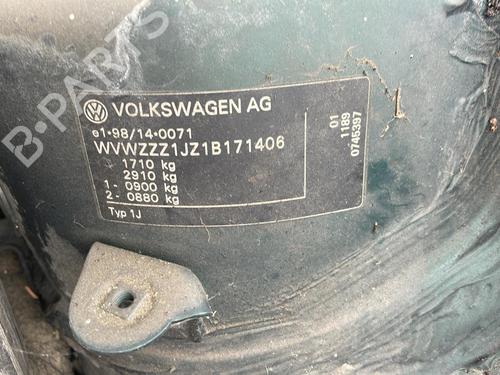 B-PARTS
VOLKSWAGEN AG
e1*98/14*0071
WVWZZZ1JZ1B171406
1710 kg
2910 kg
1- 0900 kg
2- 0880 kg
Typ 1J
01
1189
0745397